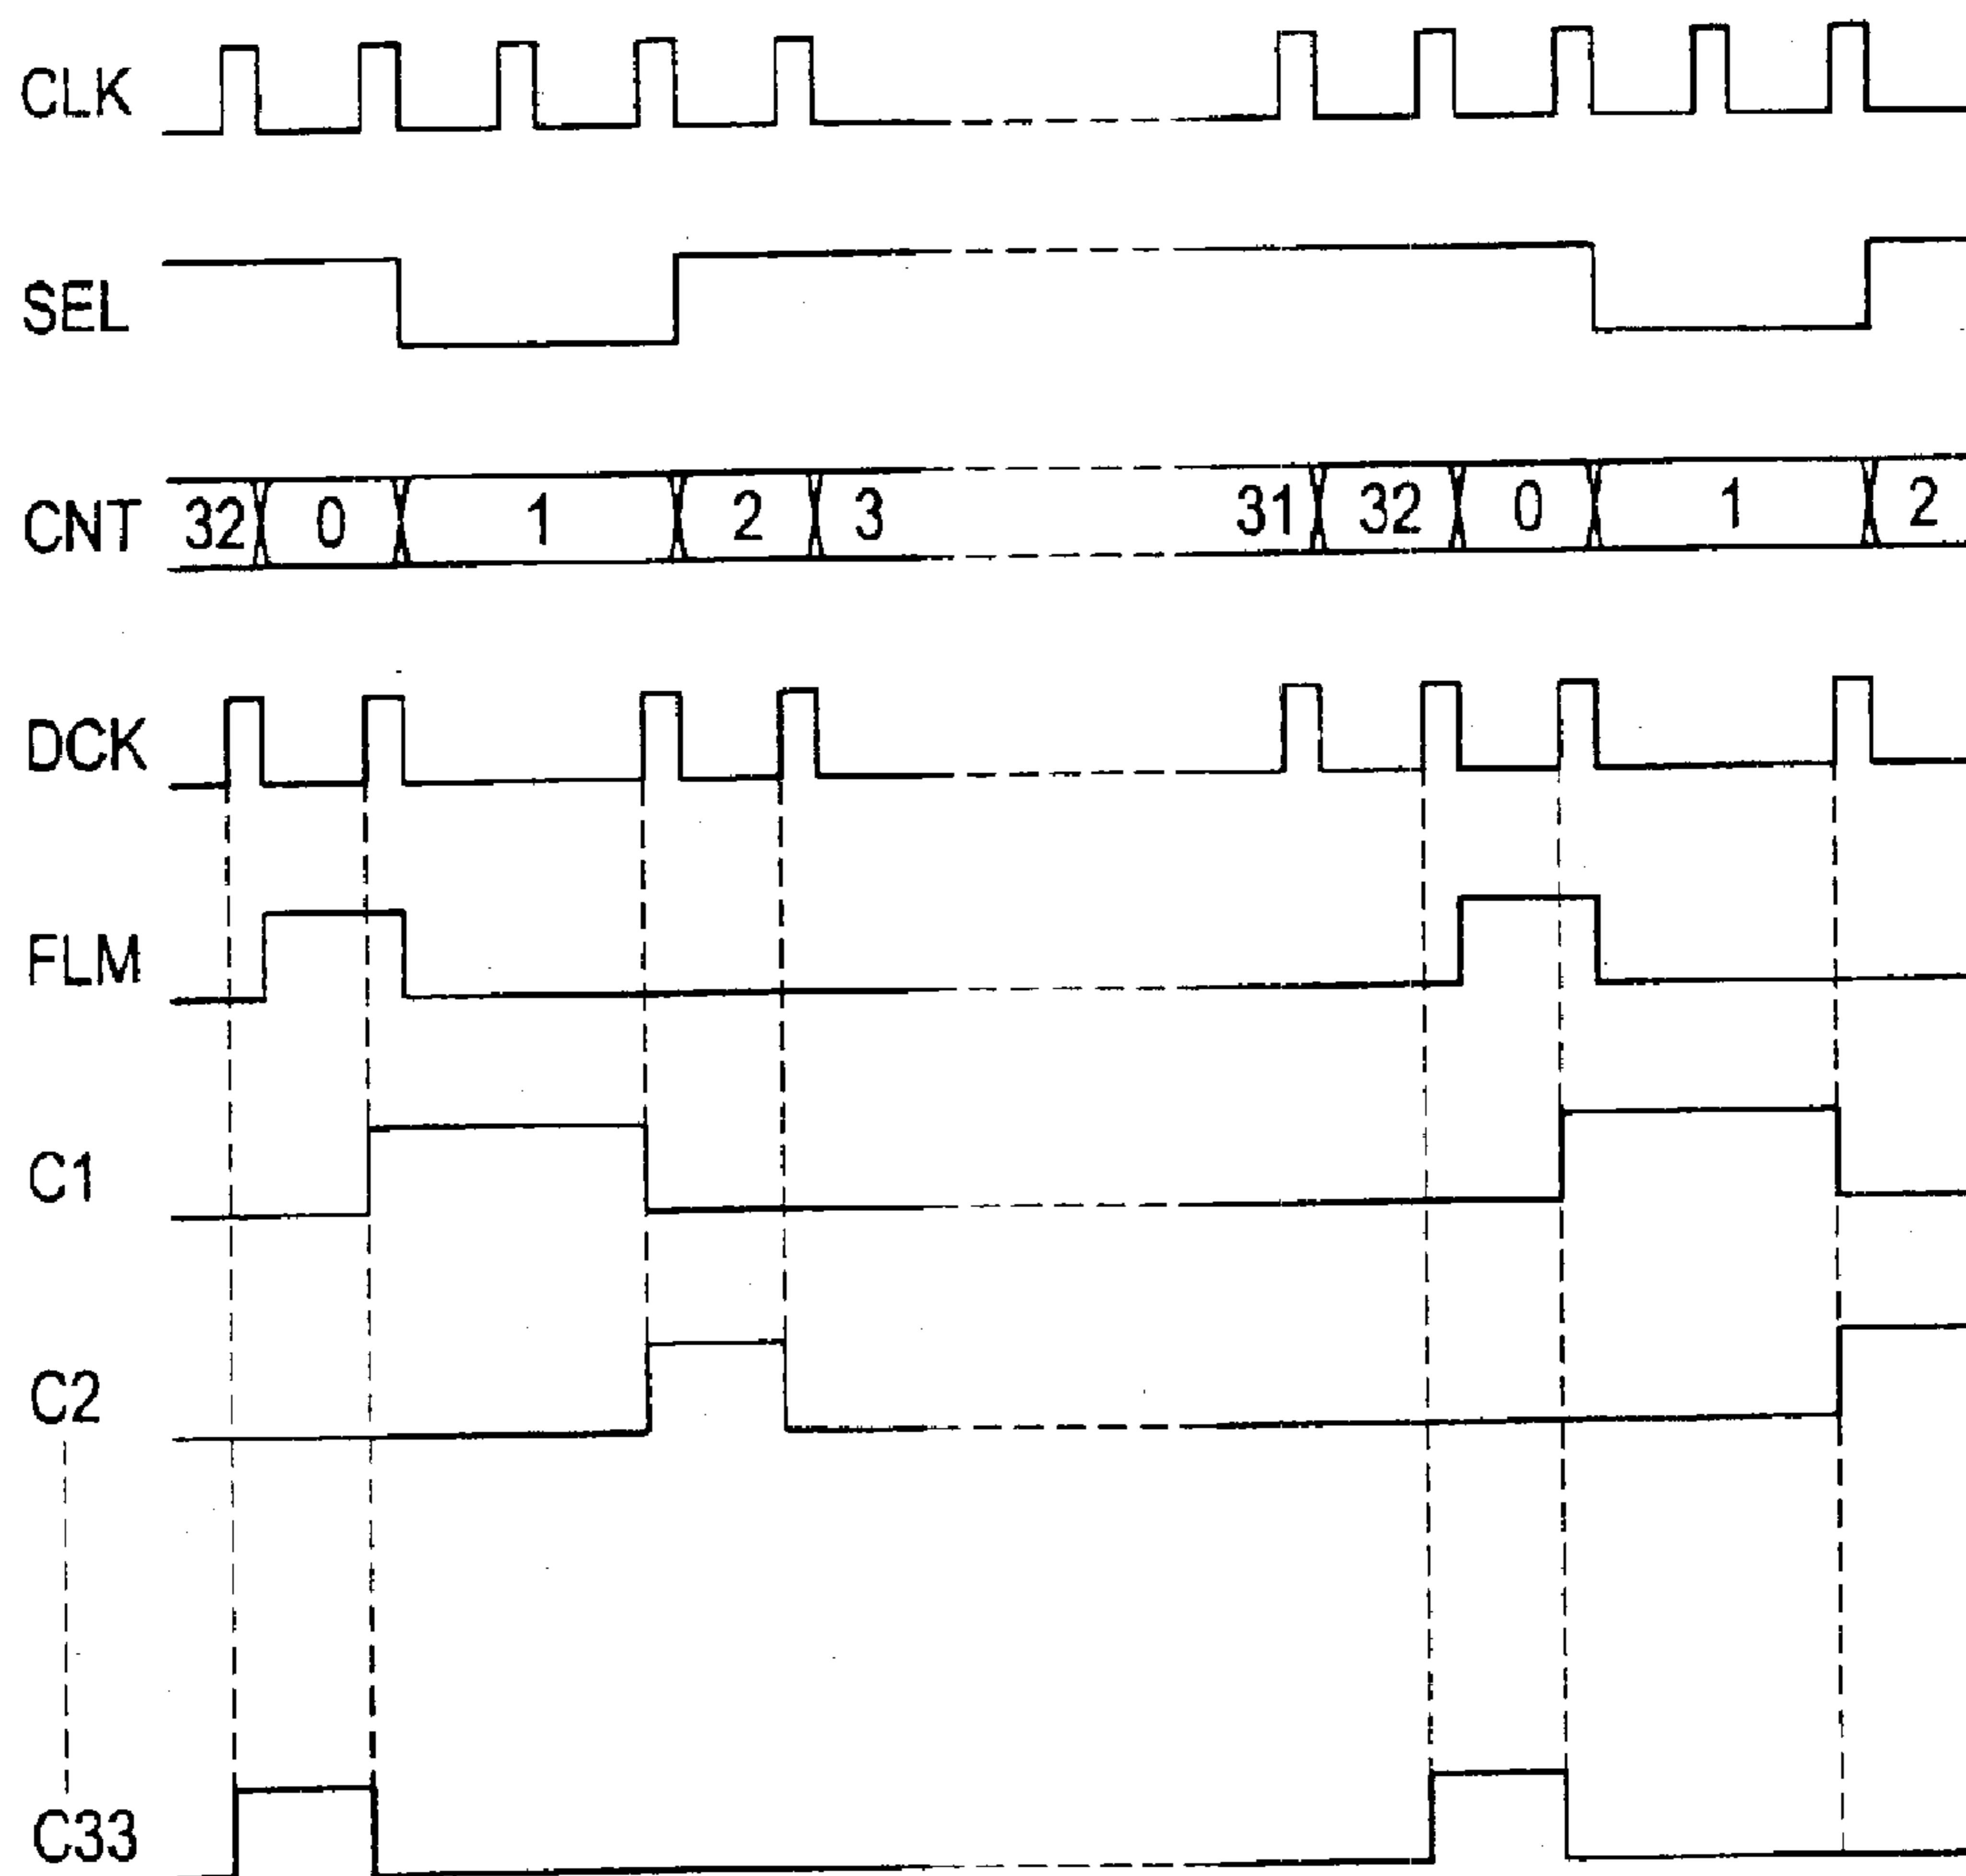 CLK
SEL
CNT 32 0 1 2 3 31 32 0 1 2
DCK
FLM
C1
C2
C33